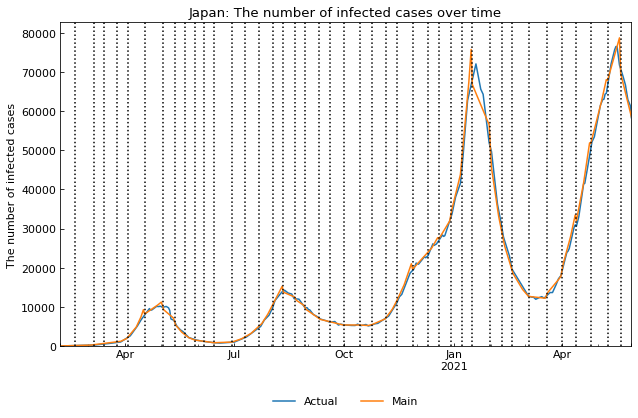 Japan: The number of infected cases over time
The number of infected cases
80000
70000
60000
50000
40000
30000
20000
10000
0
Apr
Jul
Oct
Jan
2021
Apr
Actual
Main